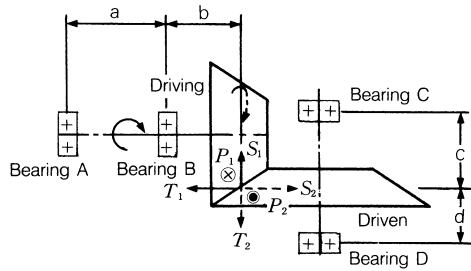 a
b
Driving
Bearing C
Bearing A
Bearing B
P₁
S₁
T₁
S₂
P₂
T₂
c
d
Driven
Bearing D